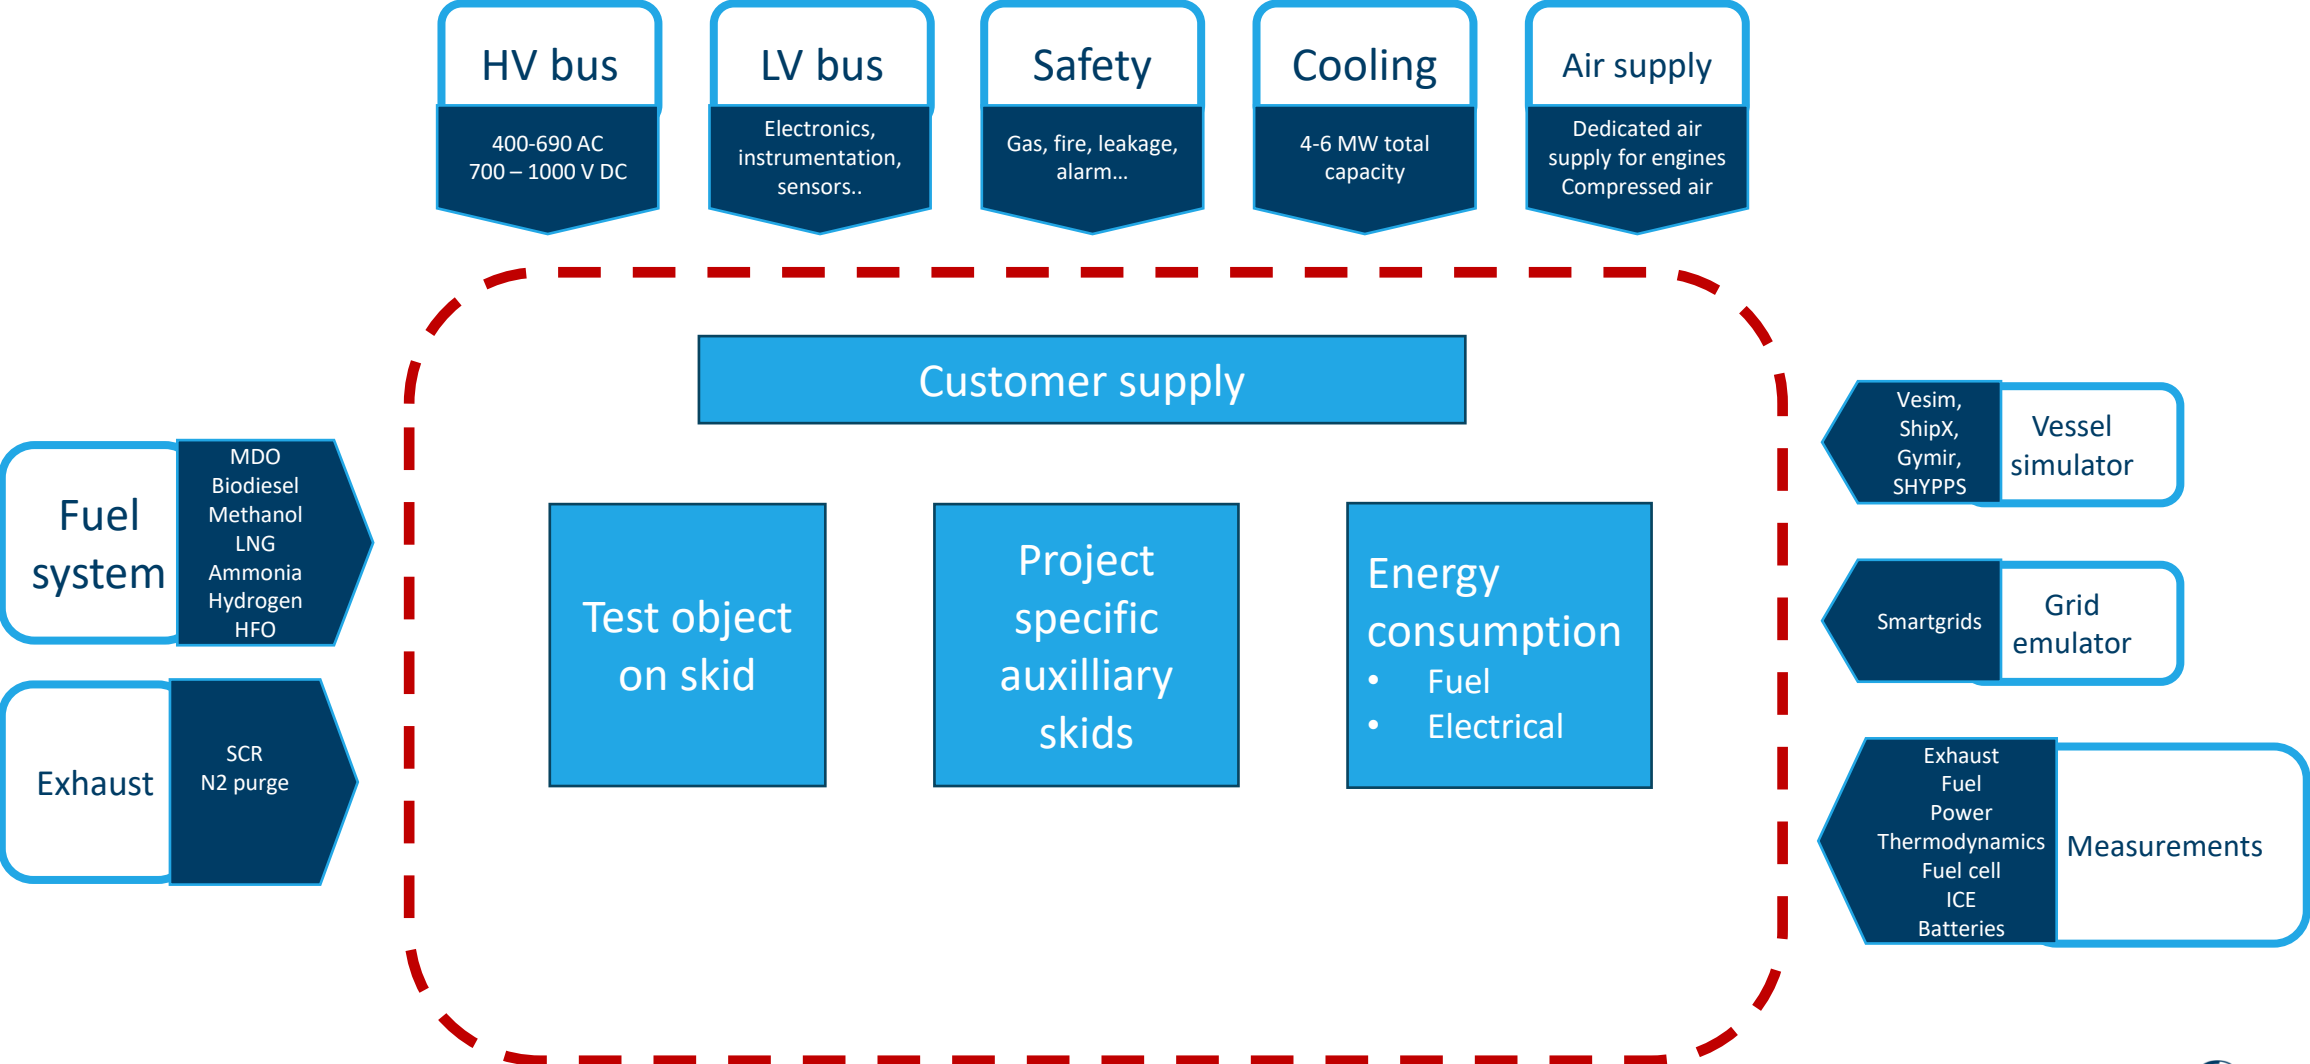 HV bus
400-690 AC
700 – 1000 V DC
LV bus
Electronics,
instrumentation,
sensors..
Safety
Gas, fire, leakage,
alarm...
Cooling
4-6 MW total
capacity
Air supply
Dedicated air
supply for engines
Compressed air
Customer supply
Fuel
system
MDO
Biodiesel
Methanol
LNG
Ammonia
Hydrogen
HFO
Exhaust
SCR
N2 purge
Test object
on skid
Project
specific
auxilliary
skids
Energy
consumption
• Fuel
• Electrical
Vesim,
ShipX,
Gymir,
SHYPPS
Vessel
simulator
Smartgrids
Grid
emulator
Exhaust
Fuel
Power
Thermodynamics
Fuel cell
ICE
Batteries
Measurements